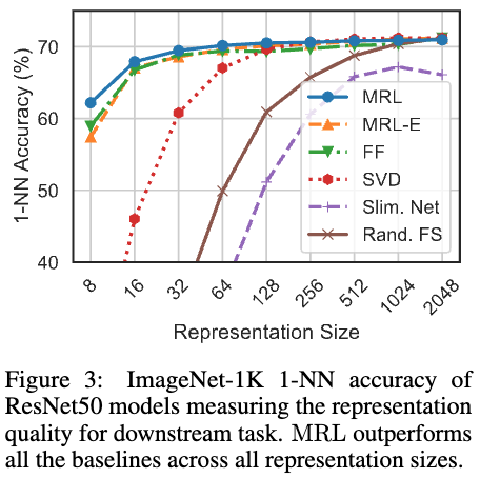 70
60
50
40
1-NN Accuracy (%)
MRL
MRL-E
FF
SVD
Slim. Net
Rand. FS
8 16 32 64 128 256 512 1024 2048
Representation Size
Figure 3: ImageNet-1K 1-NN accuracy of
ResNet50 models measuring the representation
quality for downstream task. MRL outperforms
all the baselines across all representation sizes.